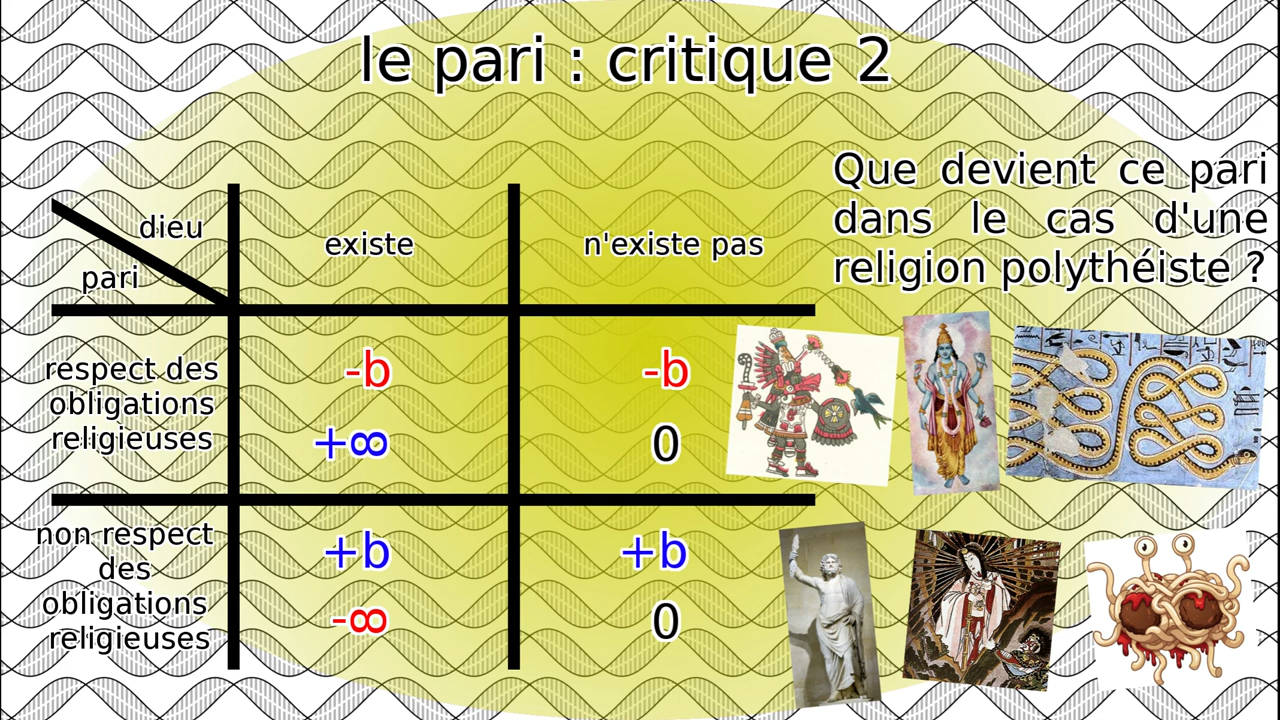 le pari : critique 2
Que devient ce pari
dans le cas d'une
religion polythéiste ?
dieu
pari
existe
n'existe pas
respect des
obligations
religieuses
-b
+∞
-b
0
non respect
des
obligations
religieuses
+b
-∞
+b
0